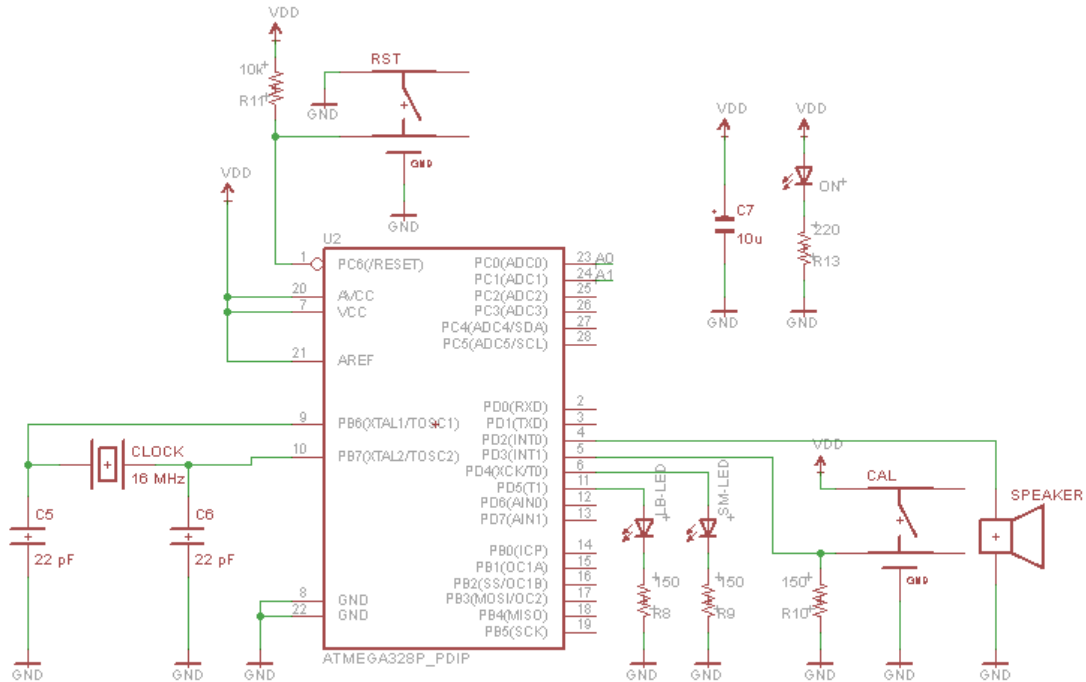 VDD
10k
R11
RST
GND
GND
GND
VDD
VDD
C7
10u
GND
VDD
ON
220
R13
GND
U2
1 PC6(/RESET)
20 AVCC
7 VCC
21 AREF
9 PB6(XTAL1/TOSC1)
10 PB7(XTAL2/TOSC2)
8 GND
22 GND
PC0(ADC0) 23 A0
PC1(ADC1) 24 A1
PC2(ADC2) 25
PC3(ADC3) 26
PC4(ADC4/SDA) 27
PC5(ADC5/SCL) 28
PD0(RXD) 2
PD1(TXD) 3
PD2(INT0) 4
PD3(INT1) 5
PD4(XCK/T0) 6
PD5(T1) 11
PD6(AIN0) 12
PD7(AIN1) 13
PB0(ICP) 14
PB1(OC1A) 15
PB2(SS/OC1B) 16
PB3(MOSI/OC2) 17
PB4(MISO) 18
PB5(SCK) 19
ATMEGA328P_PDIP
CLOCK
16 MHz
C5
22 pF
GND
C6
22 pF
GND
GND
LB-LED
150
R8
GND
SM-LED
150
R9
GND
VDD
CAL
150
R10
GND
GND
GND
SPEAKER
GND